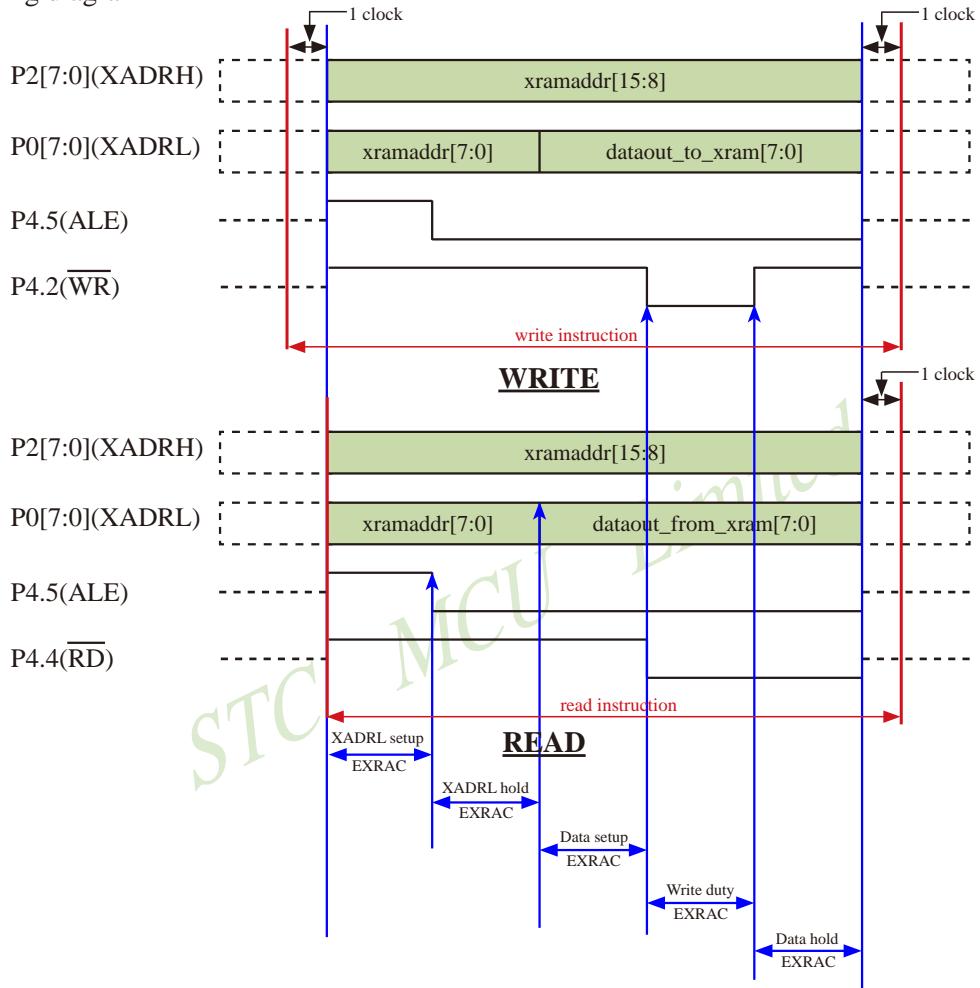 1 clock
1 clock
P2[7:0](XADRH)
xramaddr[15:8]
P0[7:0](XADRL)
xramaddr[7:0]
dataout_to_xram[7:0]
P4.5(ALE)
P4.2(WR)
write instruction
WRITE
1 clock
P2[7:0](XADRH)
xramaddr[15:8]
P0[7:0](XADRL)
xramaddr[7:0]
dataout_from_xram[7:0]
P4.5(ALE)
P4.4(RD)
STC MCU Limited
read instruction
READ
XADRL setup
EXRAC
XADRL hold
EXRAC
Data setup
EXRAC
Write duty
EXRAC
Data hold
EXRAC